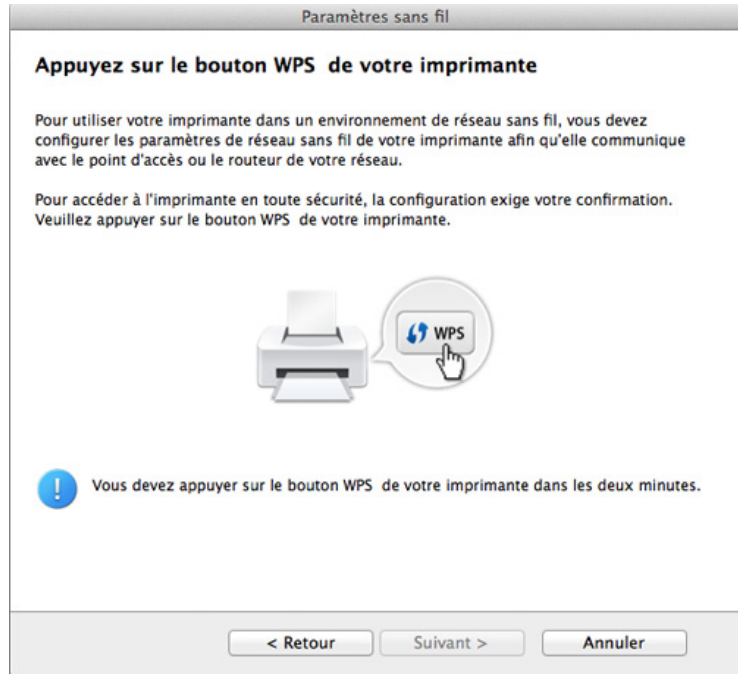 Paramètres sans fil
Appuyez sur le bouton WPS  de votre imprimante
Pour utiliser votre imprimante dans un environnement de réseau sans fil, vous devez
configurer les paramètres de réseau sans fil de votre imprimante afin qu'elle communique
avec le point d'accès ou le routeur de votre réseau.
Pour accéder à l'imprimante en toute sécurité, la configuration exige votre confirmation.
Veuillez appuyer sur le bouton WPS  de votre imprimante.
WPS
Vous devez appuyer sur le bouton WPS  de votre imprimante dans les deux minutes.
< Retour Suivant > Annuler